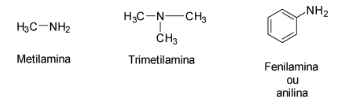 H₃C—NH₂
Metilamina
H₃C—N—CH₃
CH₃
Trimetilamina
NH₂
Fenilamina
ou
anilina